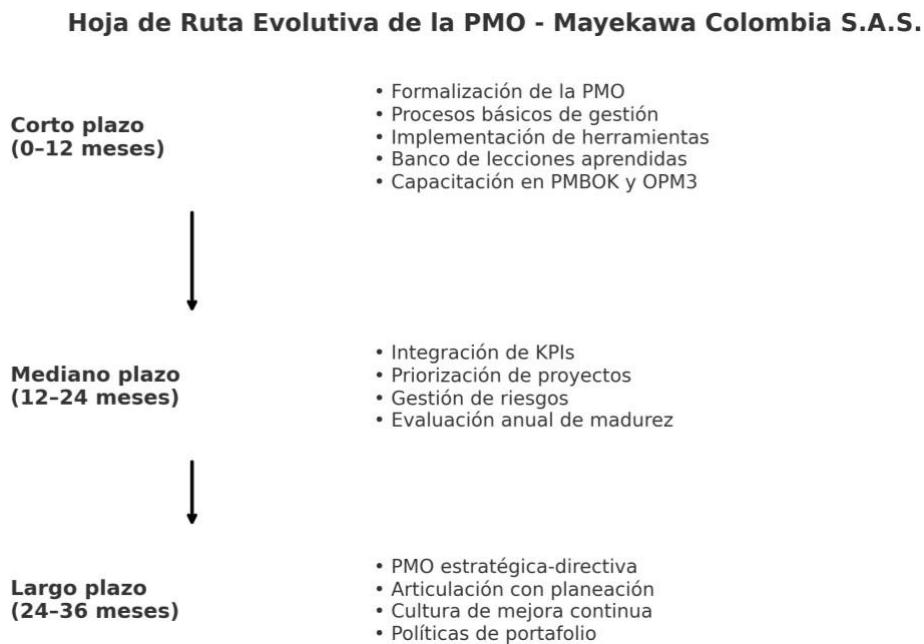 Hoja de Ruta Evolutiva de la PMO - Mayekawa Colombia S.A.S.
Corto plazo
(0–12 meses)
• Formalización de la PMO
• Procesos básicos de gestión
• Implementación de herramientas
• Banco de lecciones aprendidas
• Capacitación en PMBOK y OPM3
Mediano plazo
(12–24 meses)
• Integración de KPIs
• Priorización de proyectos
• Gestión de riesgos
• Evaluación anual de madurez
Largo plazo
(24–36 meses)
• PMO estratégica-directiva
• Articulación con planeación
• Cultura de mejora continua
• Políticas de portafolio